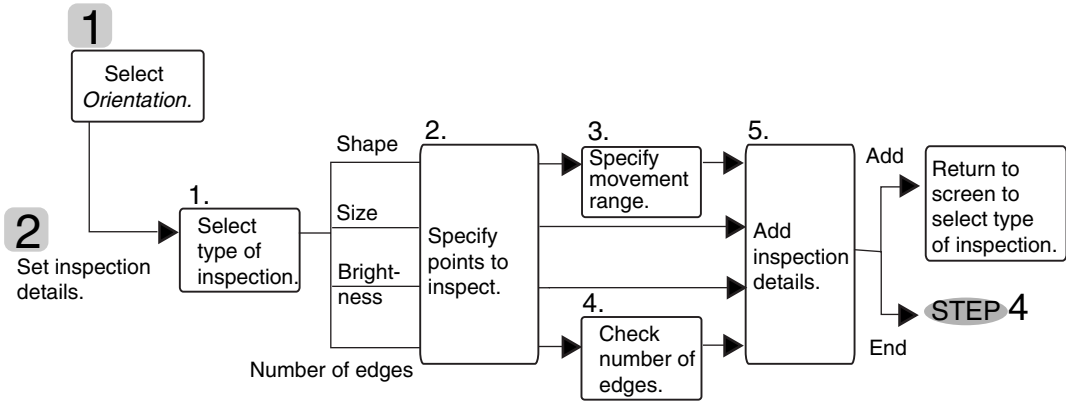 1
Select
Orientation.
2
Set inspection
details.
1.
Select
type of
inspection.
Shape
Size
Bright-
ness
Number of edges
2.
Specify
points to
inspect.
3.
Specify
movement
range.
4.
Check
number of
edges.
5.
Add
inspection
details.
Add
Return to
screen to
select type
of inspection.
STEP 4
End